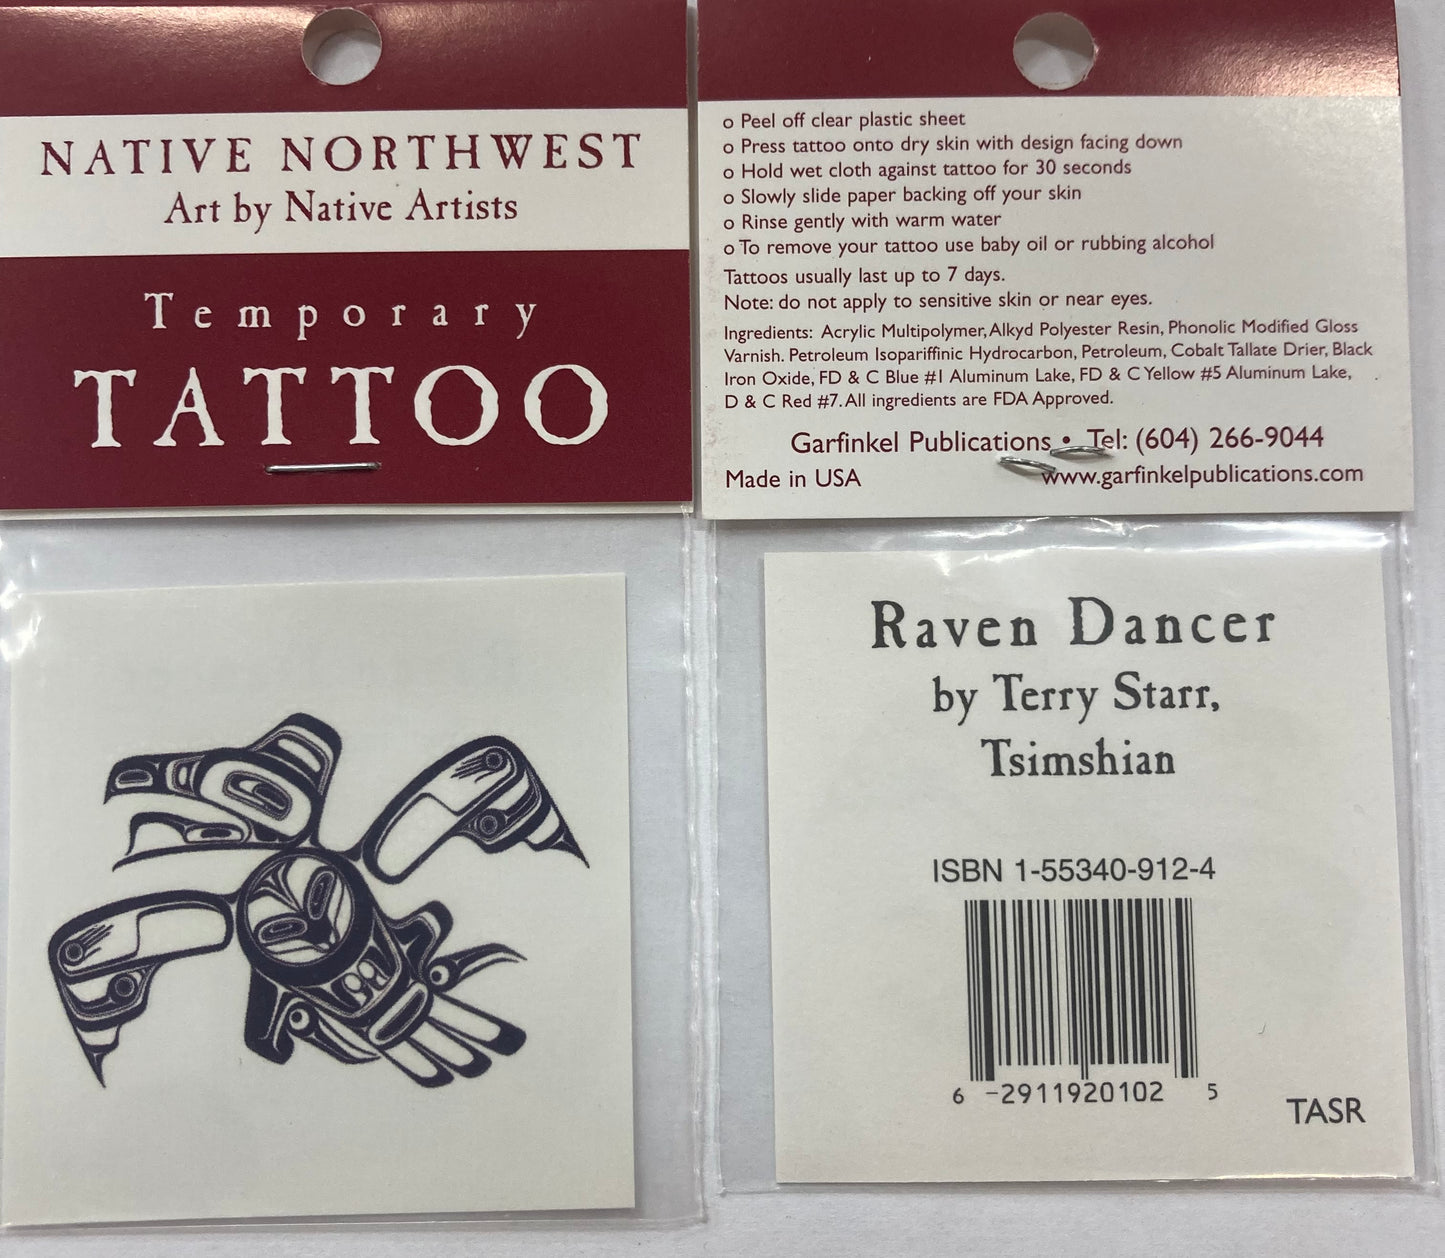 NATIVE NORTHWEST
Art by Native Artists
Temporary
TATTOO
o Peel off clear plastic sheet
o Press tattoo onto dry skin with design facing down
o Hold wet cloth against tattoo for 30 seconds
o Slowly slide paper backing off your skin
o Rinse gently with warm water
o To remove your tattoo use baby oil or rubbing alcohol
Tattoos usually last up to 7 days.
Note: do not apply to sensitive skin or near eyes.
Ingredients: Acrylic Multipolymer, Alkyd Polyester Resin, Phonolic Modified Gloss
Varnish. Petroleum Isopariffinic Hydrocarbon, Petroleum, Cobalt Tallate Drier, Black
Iron Oxide, FD & C Blue #1 Aluminum Lake, FD & C Yellow #5 Aluminum Lake,
D & C Red #7. All ingredients are FDA Approved.
Garfinkel Publications • Tel: (604) 266-9044
Made in USA www.garfinkelpublications.com
Raven Dancer
by Terry Starr,
Tsimshian
ISBN 1-55340-912-4
6 -2911920102 5
TASR